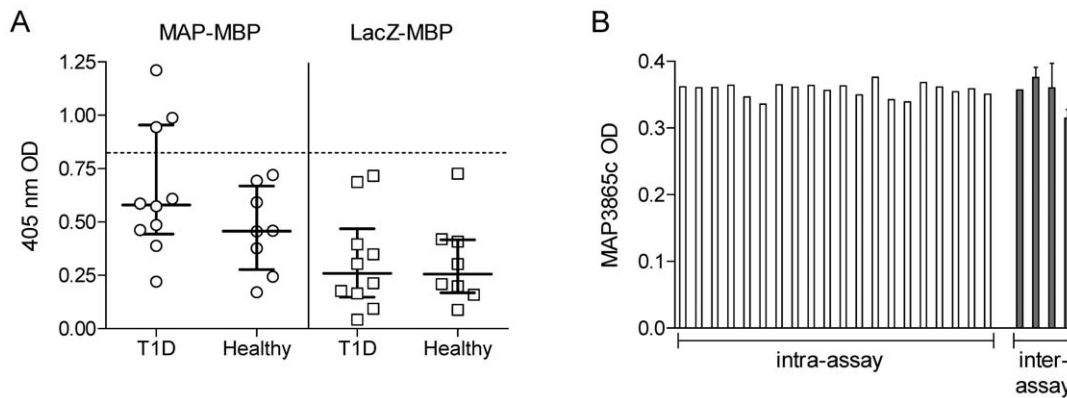 A
MAP-MBP LacZ-MBP
405 nm OD
1.25
1.00
0.75
0.50
0.25
0.00
T1D Healthy T1D Healthy
B
MAP3865c OD
0.4
0.3
0.2
0.1
0.0
intra-assay
inter-
assay